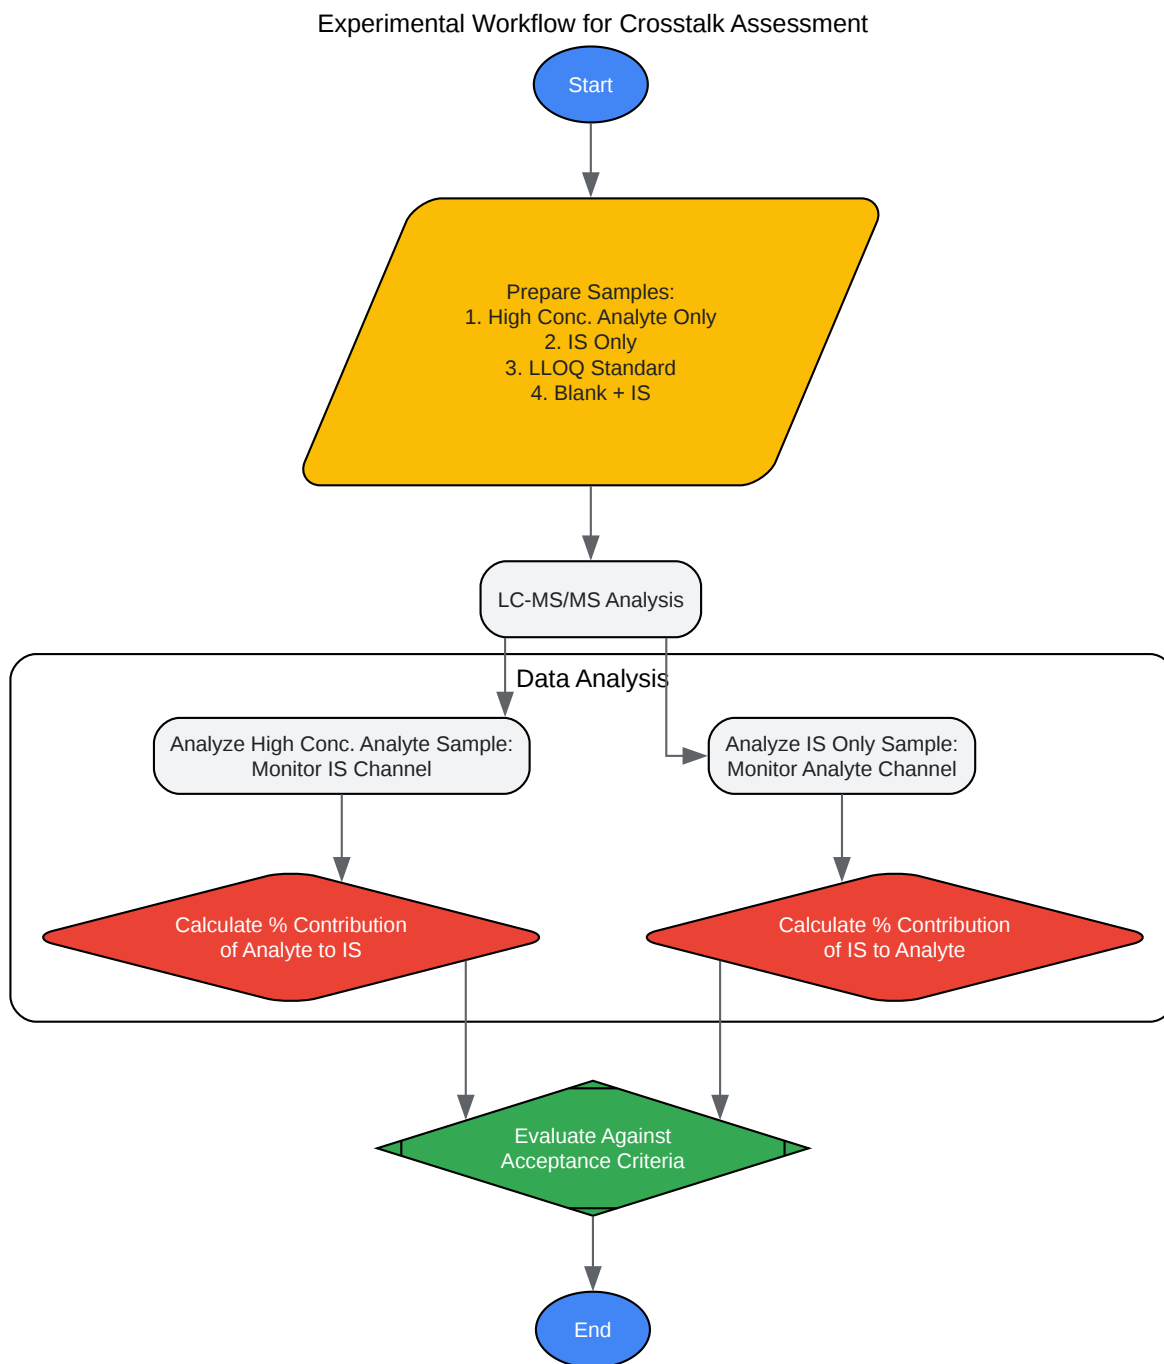 Experimental Workflow for Crosstalk Assessment
Start
Prepare Samples:
1. High Conc. Analyte Only
2. IS Only
3. LLOQ Standard
4. Blank + IS
LC-MS/MS Analysis
Data Analysis
Analyze High Conc. Analyte Sample:
Monitor IS Channel
Analyze IS Only Sample:
Monitor Analyte Channel
Calculate % Contribution
of Analyte to IS
Calculate % Contribution
of IS to Analyte
Evaluate Against
Acceptance Criteria
End